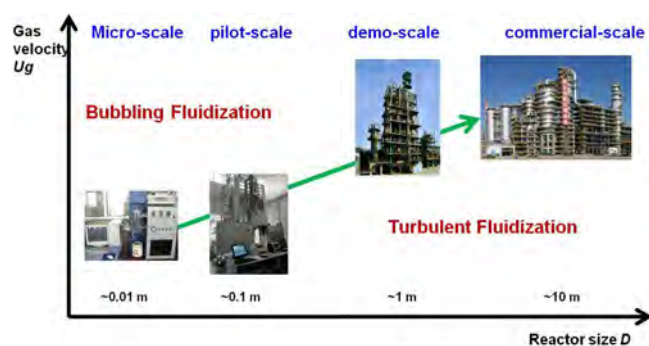 Gas
velocity
Ug
Micro-scale
pilot-scale
demo-scale
commercial-scale
Bubbling Fluidization
Turbulent Fluidization
~0.01 m
~0.1 m
~1 m
~10 m
Reactor size D